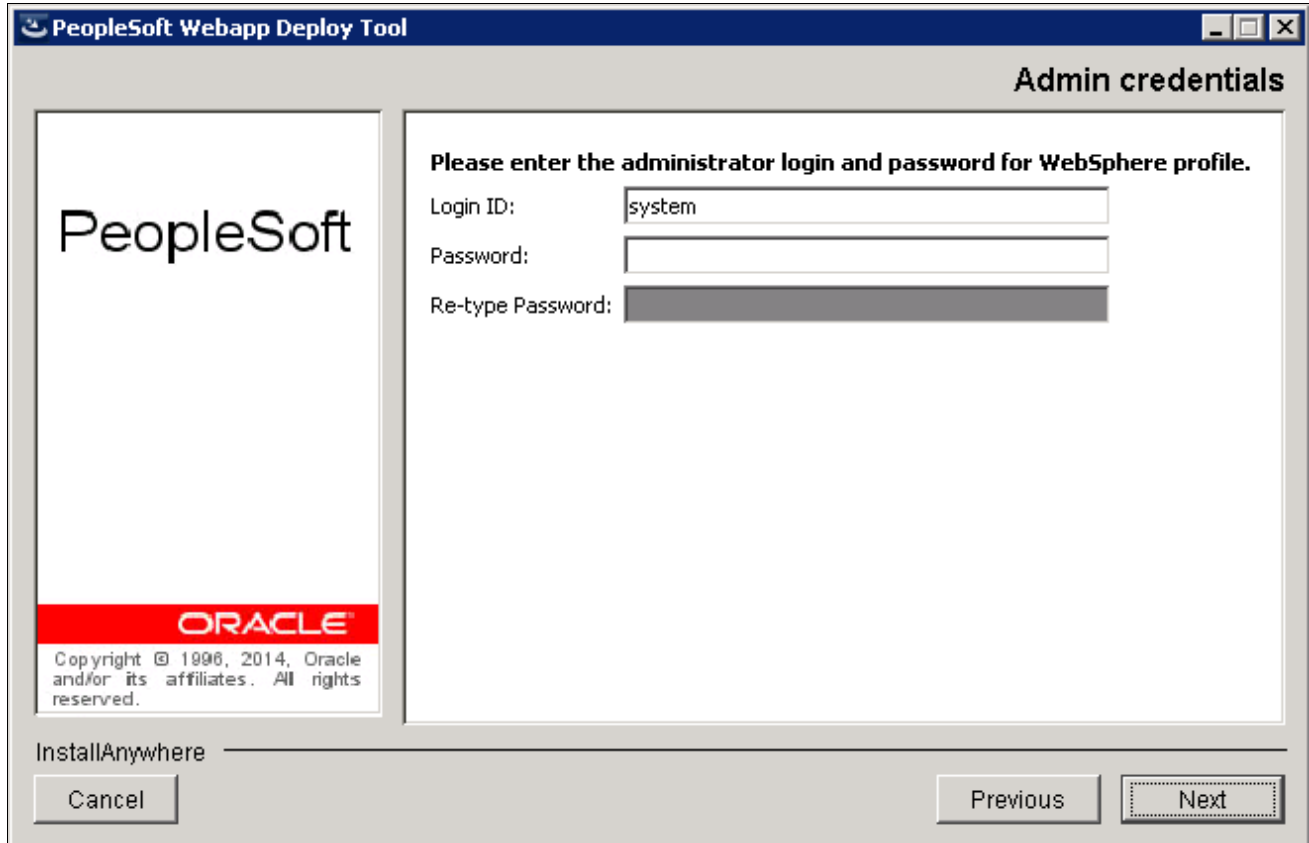 PeopleSoft Webapp Deploy Tool
Admin credentials
PeopleSoft
ORACLE
Copyright © 1996, 2014, Oracle
and/or its affiliates. All rights
reserved.
Please enter the administrator login and password for WebSphere profile.
Login ID: system
Password:
Re-type Password:
InstallAnywhere
Cancel Previous Next